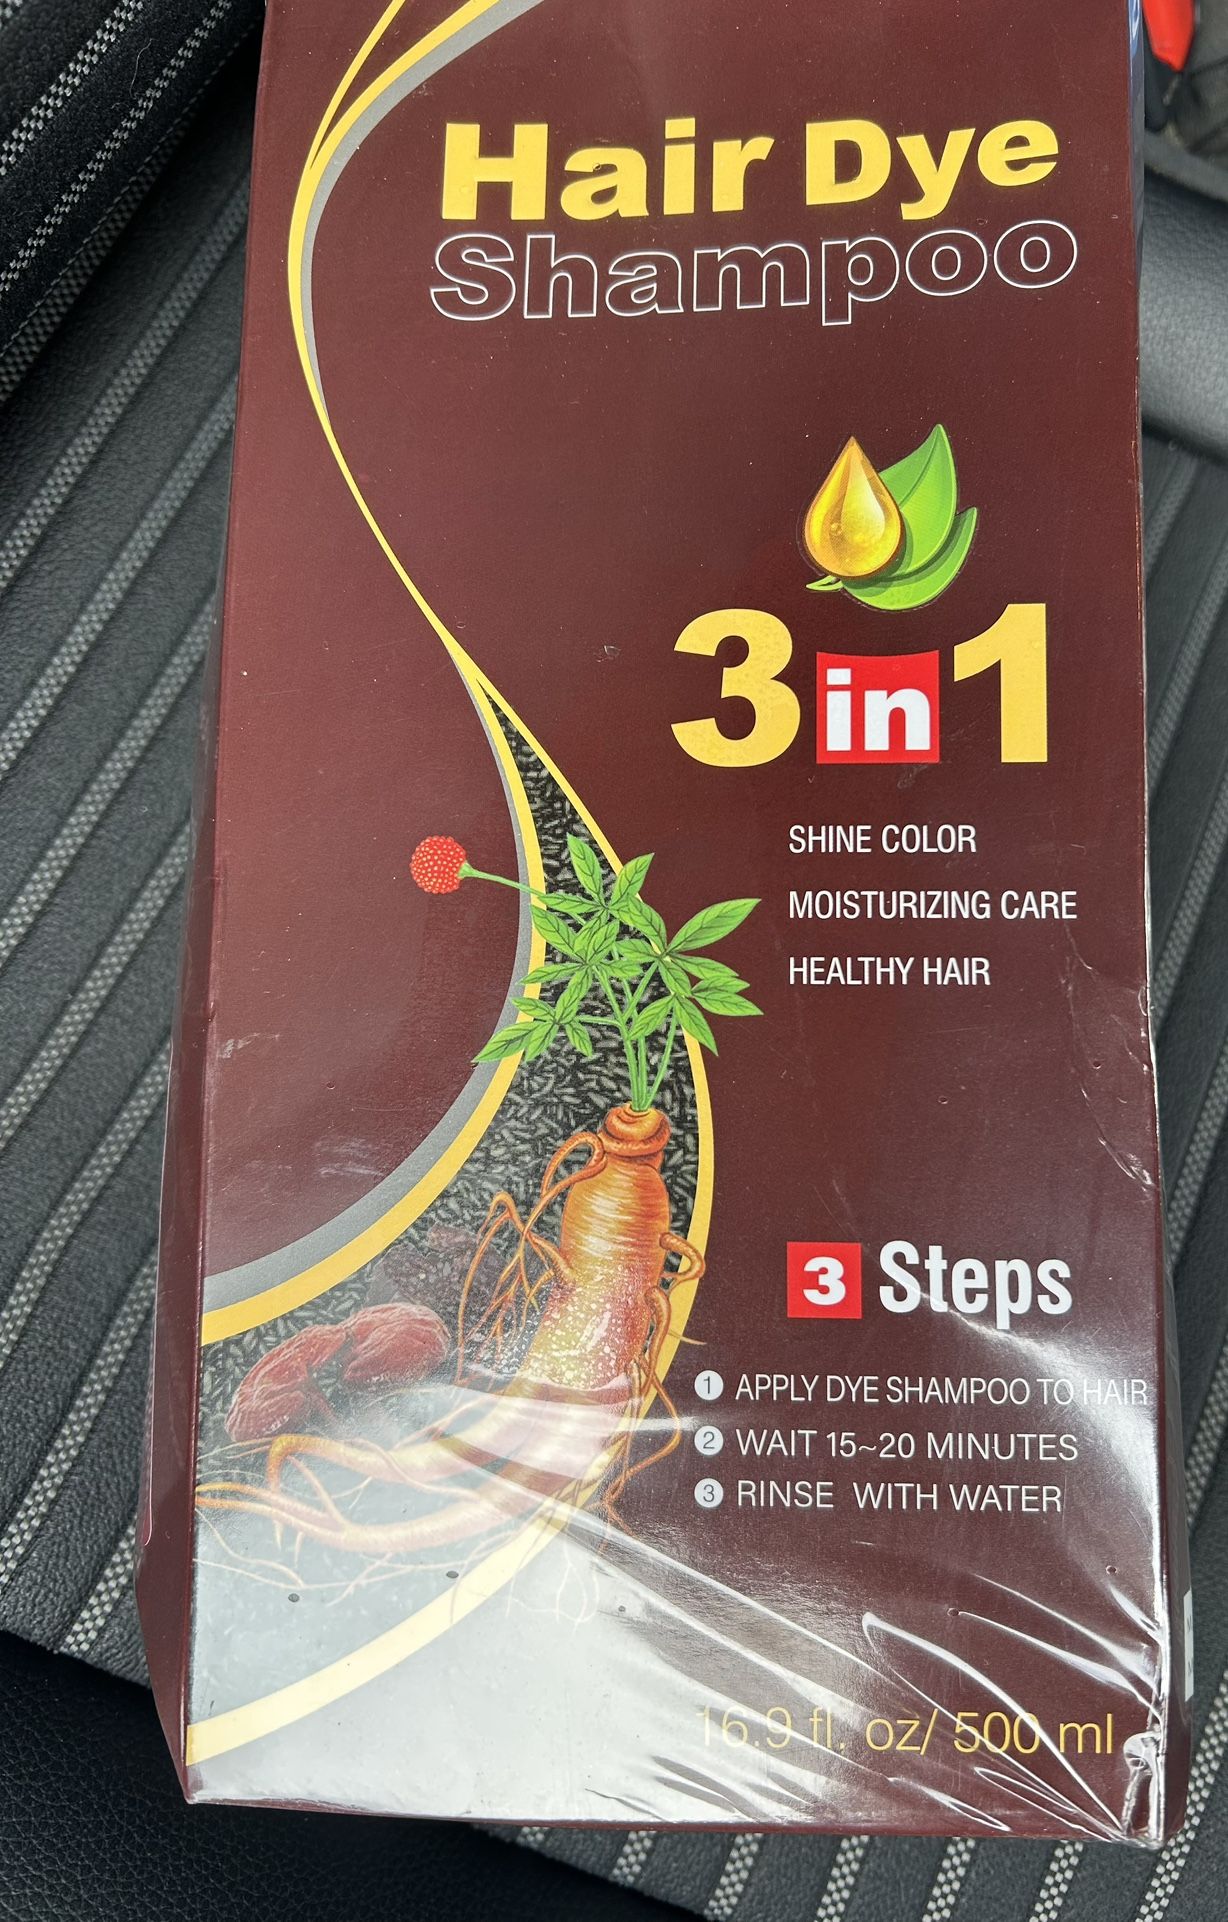 Hair Dye
Shampoo
3 in 1
SHINE COLOR
MOISTURIZING CARE
HEALTHY HAIR
3 Steps
1 APPLY DYE SHAMPOO TO HAIR
2 WAIT 15~20 MINUTES
3 RINSE WITH WATER
16.9 fl. oz/ 500 ml